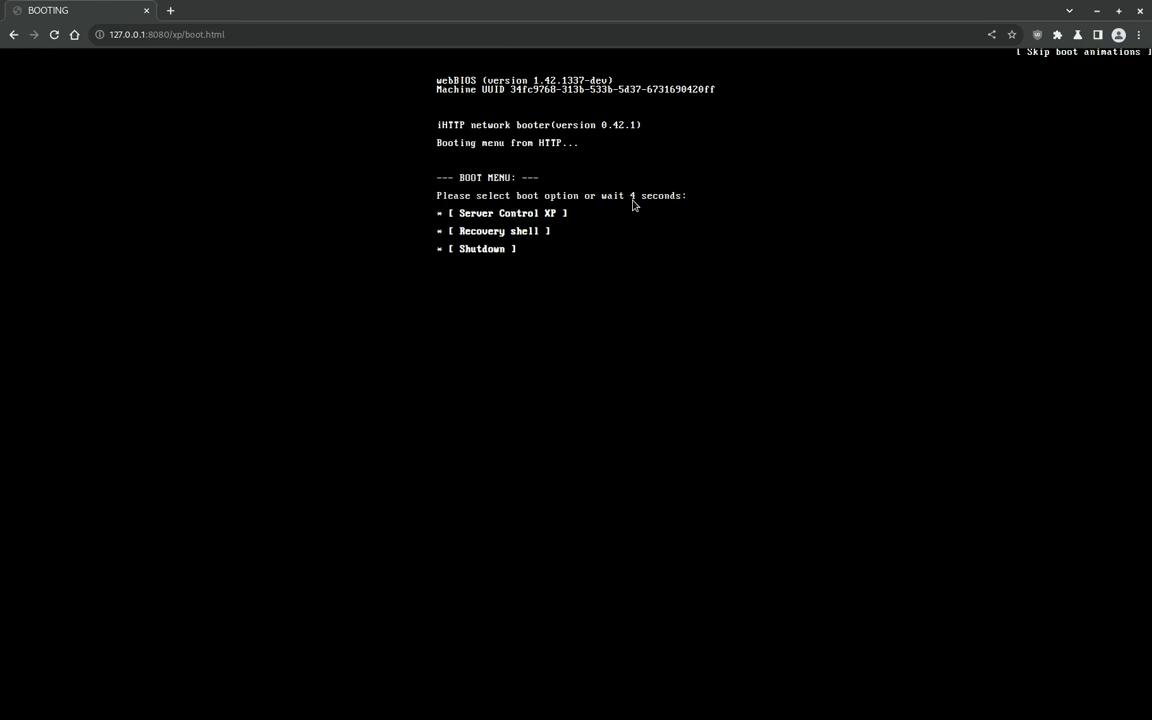 BOOTING
127.0.0.1:8080/xp/boot.html
[ Skip boot animations ]
webBIOS (version 1.42.1337-dev)
Machine UUID 34fc9768-313b-533b-5d37-6731690420ff
iHTTP network booter(version 0.42.1)
Booting menu from HTTP...
--- BOOT MENU: ---
Please select boot option or wait 4 seconds:
* [ Server Control XP ]
* [ Recovery shell ]
* [ Shutdown ]